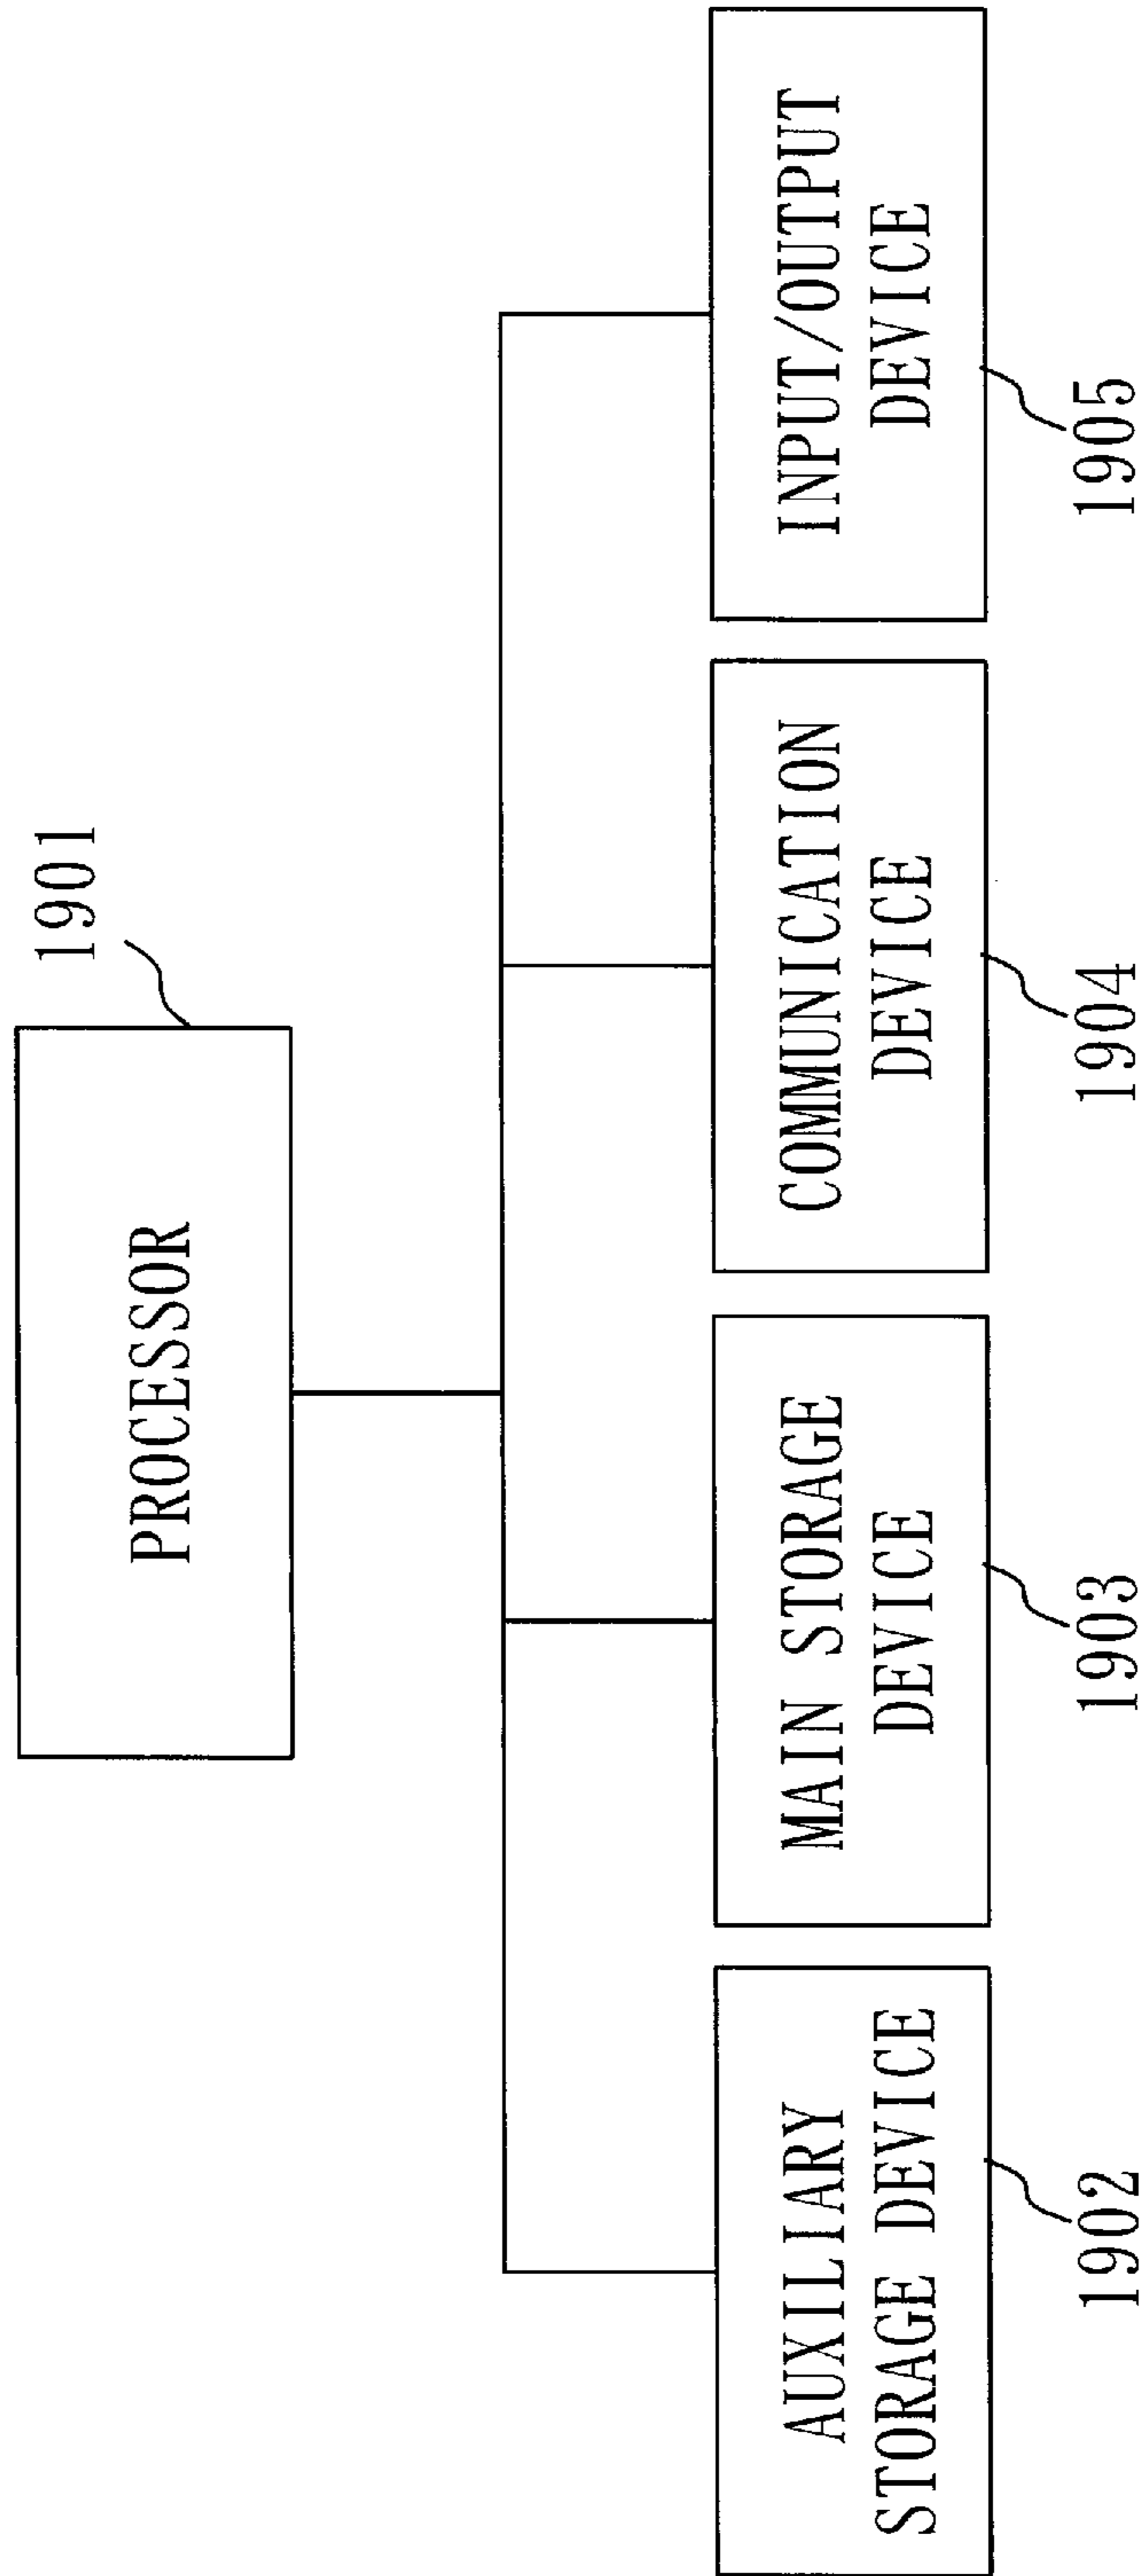 1901
PROCESSOR
AUXILIARY
STORAGE DEVICE
1902
MAIN STORAGE
DEVICE
1903
COMMUNICATION
DEVICE
1904
INPUT/OUTPUT
DEVICE
1905